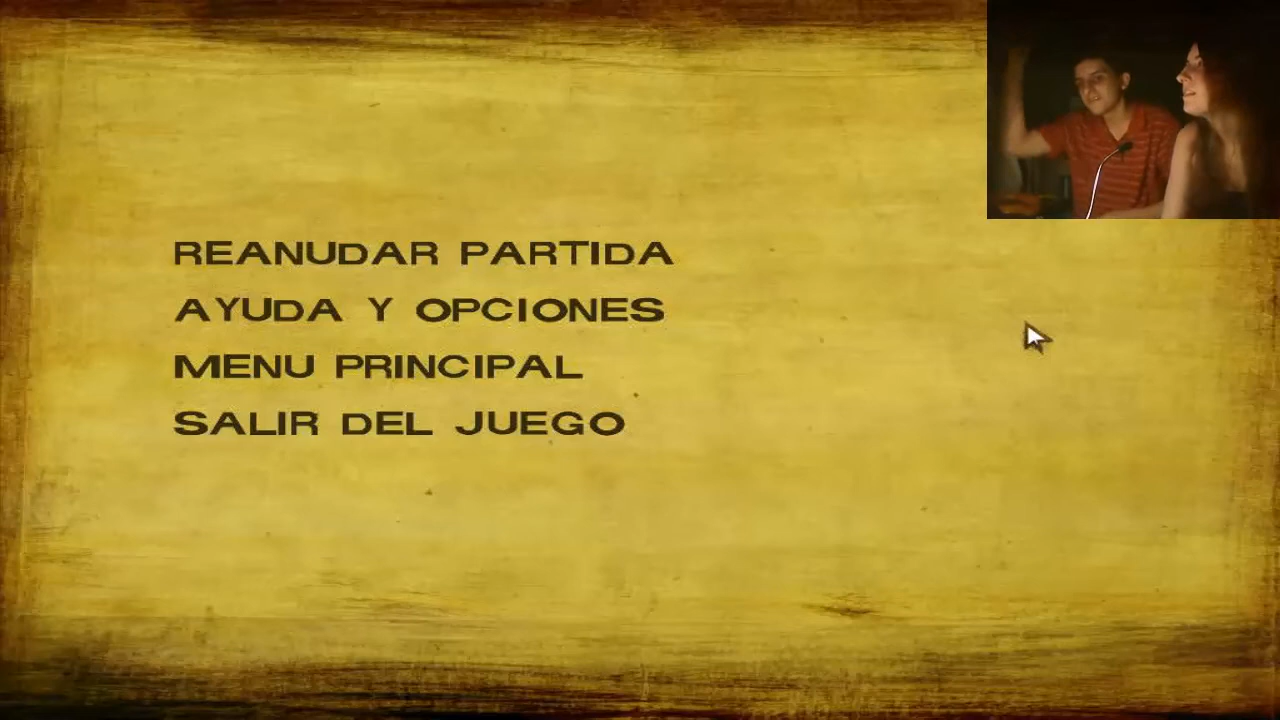 REANUDAR PARTIDA
AYUDA Y OPCIONES
MENU PRINCIPAL
SALIR DEL JUEGO